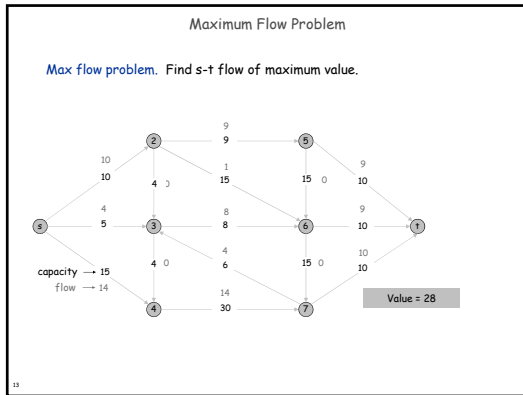 Maximum Flow Problem
Max flow problem. Find s-t flow of maximum value.
9
2 9 5
10 1 9
10 4 0 15 15 0 10
4 8 9
s 5 3 8 6 10 t
capacity → 15 4 0 4 6 15 0 10 10
flow → 14
14
4 30 7
Value = 28
13